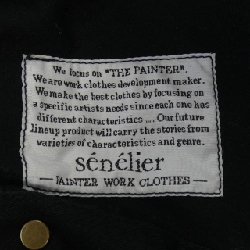 We focus on "THE PAINTER".
We are work clothes development maker.
We make the best clothes by focusing on
a specific artists needs since each one has
different characteristics .... Our future
lineup product will carry the stories from
varieties of characteristics and genre.
sénélier
PAINTER WORK CLOTHES